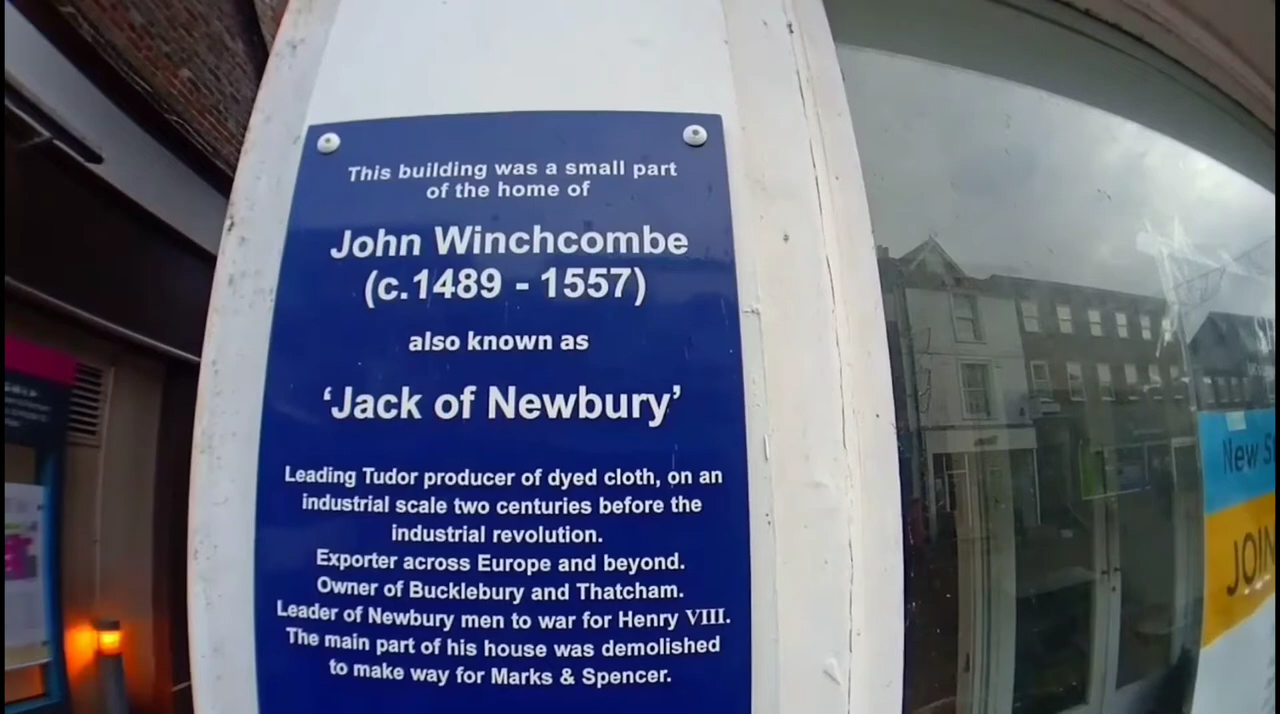 This building was a small part
of the home of
John Winchcombe
(c.1489 - 1557)
also known as
‘Jack of Newbury’
Leading Tudor producer of dyed cloth, on an
industrial scale two centuries before the
industrial revolution.
Exporter across Europe and beyond.
Owner of Bucklebury and Thatcham.
Leader of Newbury men to war for Henry VIII.
The main part of his house was demolished
to make way for Marks & Spencer.
New
JOIN